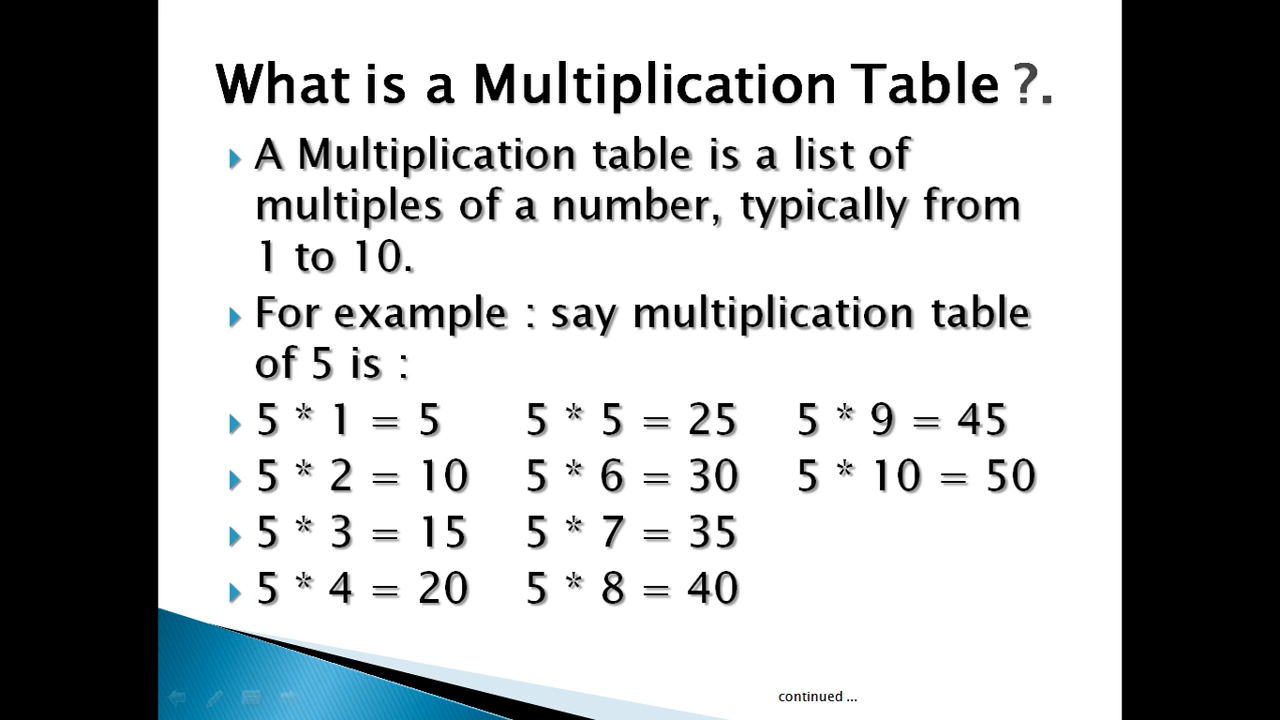 What is a Multiplication Table ?.
A Multiplication table is a list of
multiples of a number, typically from
1 to 10.
For example : say multiplication table
of 5 is :
5 * 1 = 5 5 * 5 = 25 5 * 9 = 45
5 * 2 = 10 5 * 6 = 30 5 * 10 = 50
5 * 3 = 15 5 * 7 = 35
5 * 4 = 20 5 * 8 = 40
continued ...